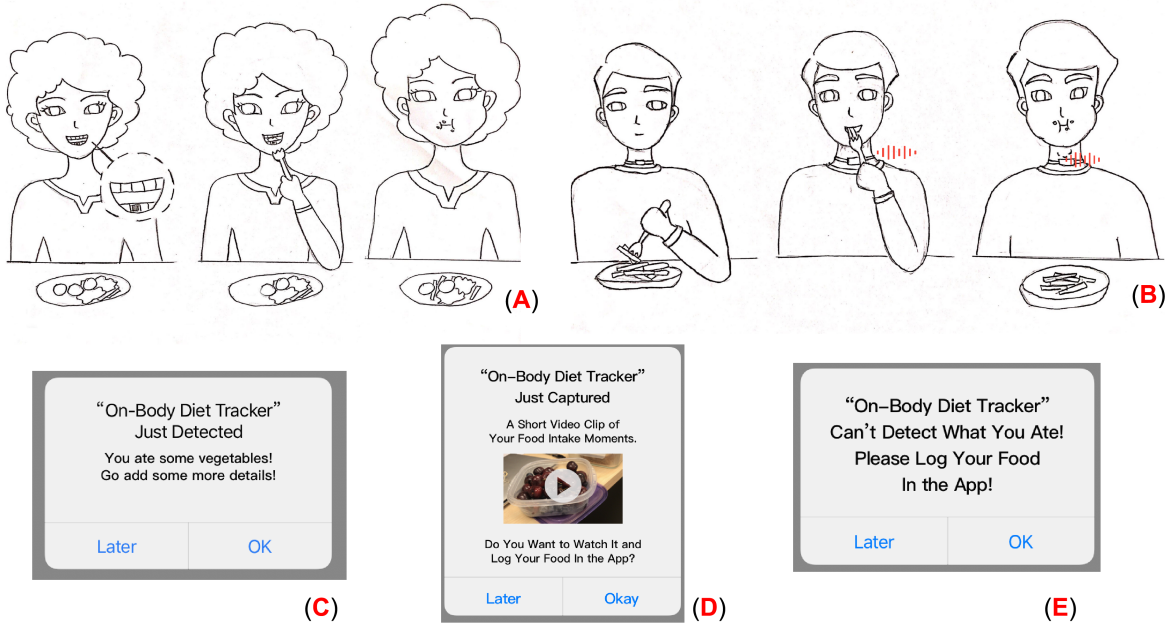 (A)
(B)
“On-Body Diet Tracker”
Just Detected
You ate some vegetables!
Go add some more details!
Later
OK
(C)
“On-Body Diet Tracker”
Just Captured
A Short Video Clip of
Your Food Intake Moments.
Do You Want to Watch It and
Log Your Food In the App?
Later
Okay
(D)
“On-Body Diet Tracker”
Can't Detect What You Ate!
Please Log Your Food
In the App!
Later
OK
(E)